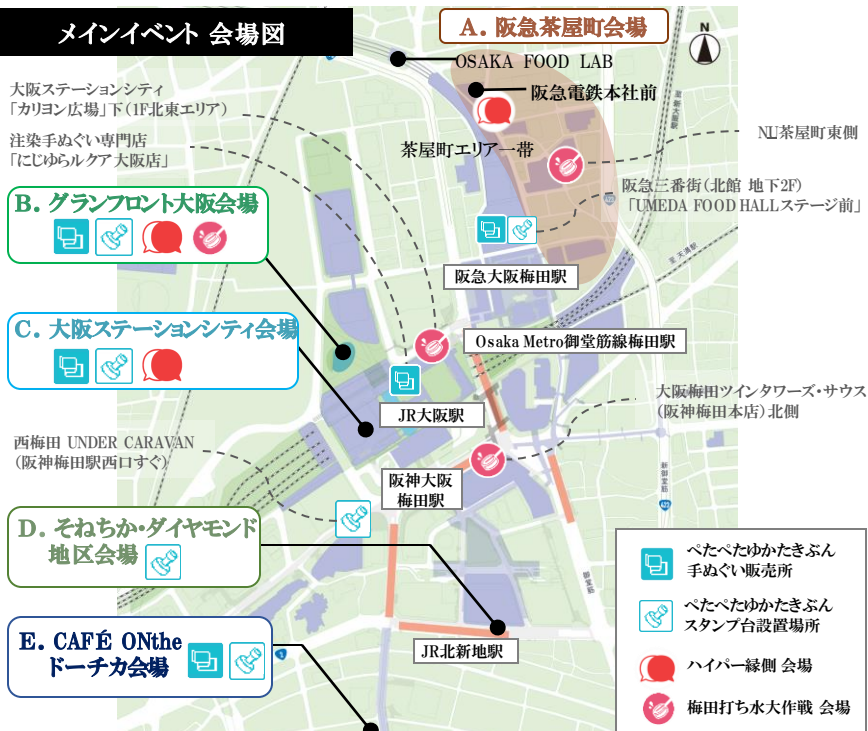 メインイベント 会場図
A. 阪急茶屋町会場
N
OSAKA FOOD LAB
阪急電鉄本社前
茶屋町エリア一帯
大阪ステーションシティ
「カリヨン広場」下(1F北東エリア)
注染手ぬぐい専門店
「にじゆらルクア大阪店」
NU茶屋町東側
阪急三番街(北館 地下2F)
「UMEDA FOOD HALLステージ前」
至 新大阪駅
至 天満駅
B. グランフロント大阪会場
阪急大阪梅田駅
C. 大阪ステーションシティ会場
Osaka Metro御堂筋線梅田駅
JR大阪駅
大阪梅田ツインタワーズ・サウス
(阪神梅田本店)北側
西梅田 UNDER CARAVAN
(阪神梅田駅西口すぐ)
阪神大阪
梅田駅
新御堂筋
423
D. そねちか・ダイヤモンド
地区会場
E. CAFÉ ONthe
ドーチカ会場
JR北新地駅
ぺたぺたゆかたきぶん
手ぬぐい販売所
ぺたぺたゆかたきぶん
スタンプ台設置場所
ハイパー縁側 会場
梅田打ち水大作戦 会場